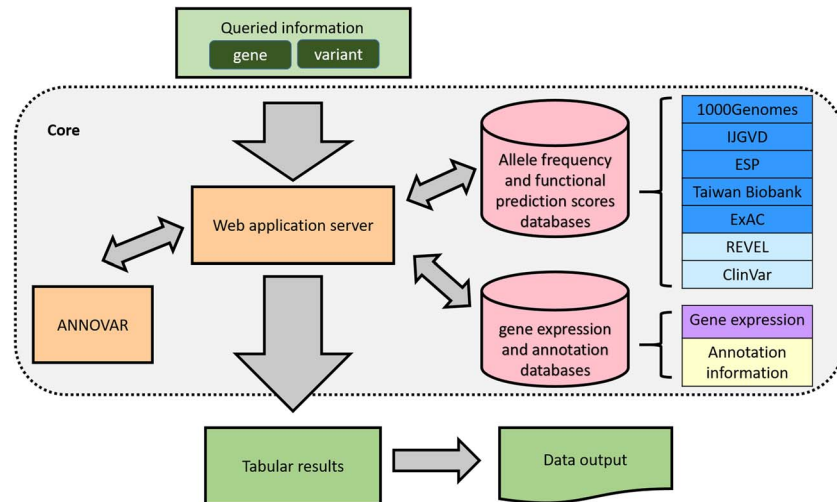 Queried information
gene
variant
Core
Web application server
ANNOVAR
Allele frequency
and functional
prediction scores
databases
1000Genomes
IJGVD
ESP
Taiwan Biobank
ExAC
REVEL
ClinVar
gene expression
and annotation
databases
Gene expression
Annotation
information
Tabular results
Data output